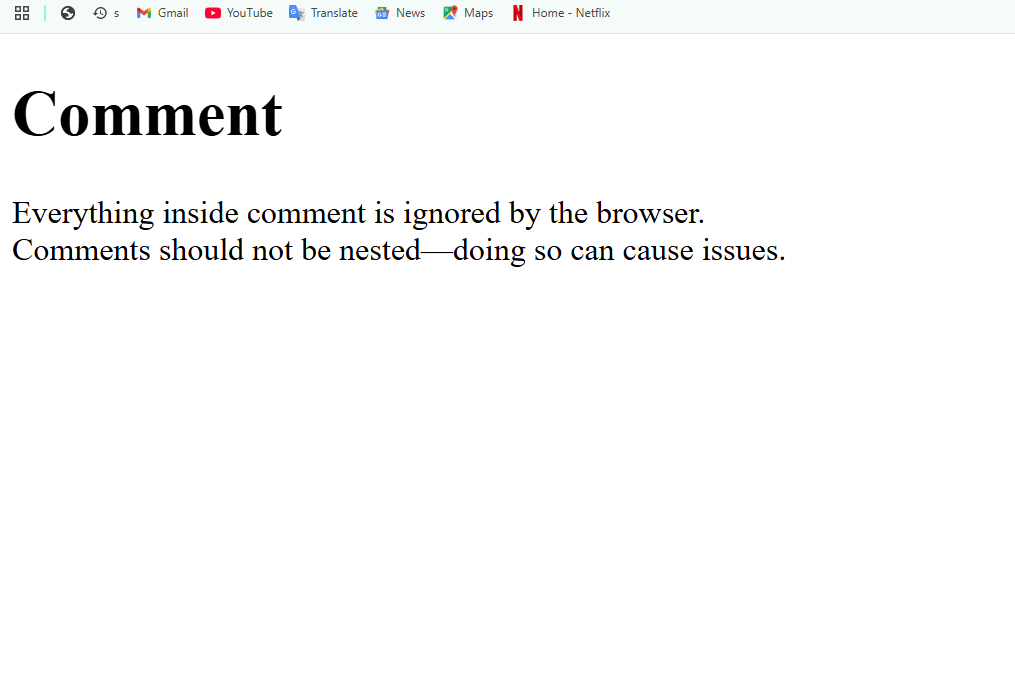 s Gmail YouTube Translate News Maps Home - Netflix
Comment
Everything inside comment is ignored by the browser.
Comments should not be nested—doing so can cause issues.